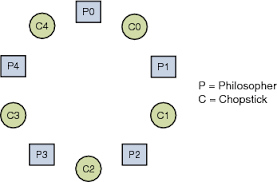 P0
C4
C0
P4
P1
P = Philosopher
C = Chopstick
C3
C1
P3
P2
C2